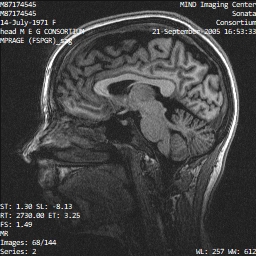 M87174545
M87174545
14-July-1971 F
head M E G CONSORTIUM
MPRAGE (FSPGR)_sag
MIND Imaging Center
Sonata
Consortium
21-September-2005 16:53:33
ST: 1.30 SL: -8.13
RT: 2730.00 ET: 3.25
FS: 1.49
MR
Images: 68/144
Series: 2
WL: 257 WW: 612